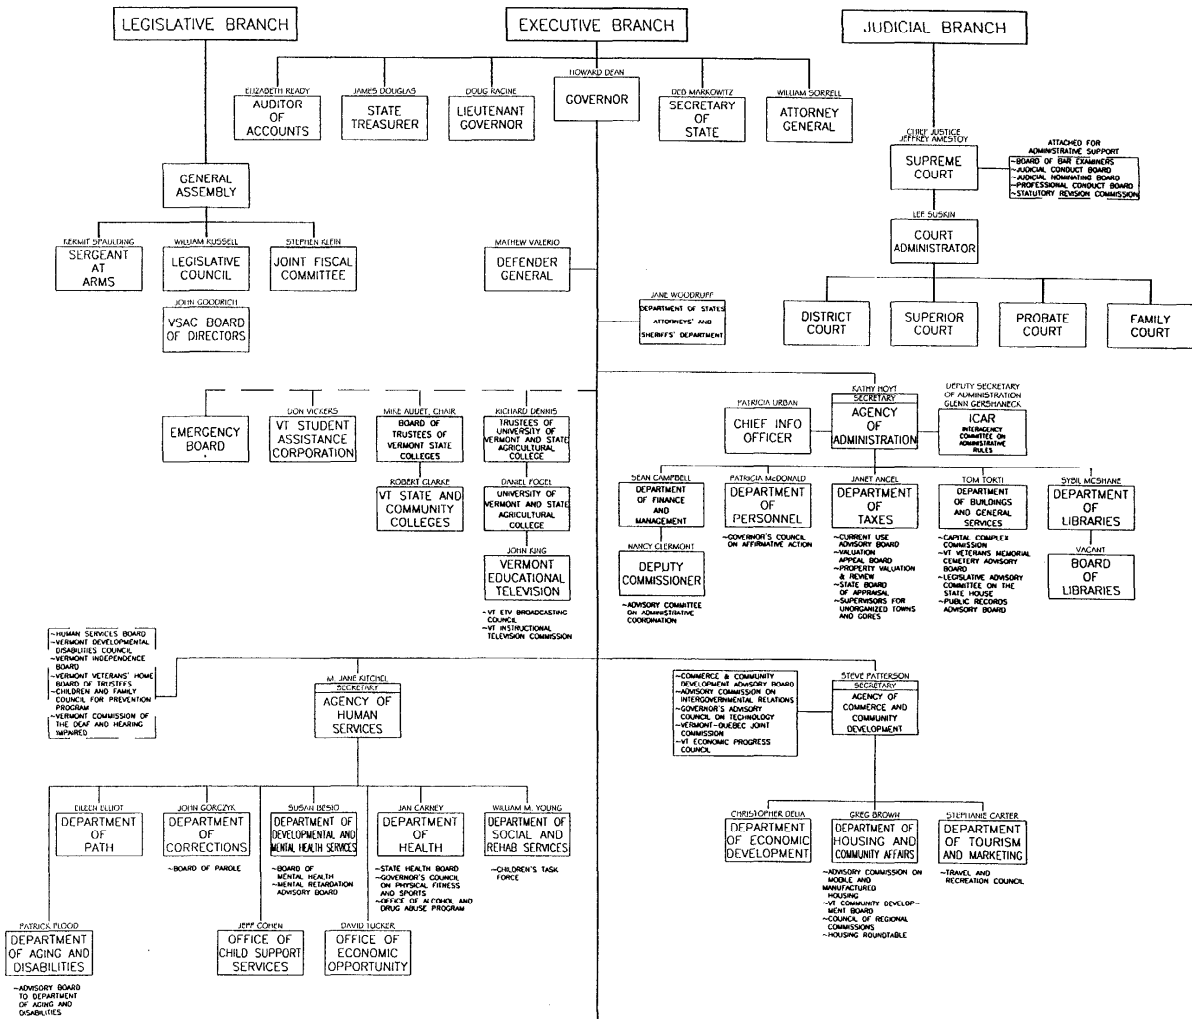 LEGISLATIVE BRANCH
EXECUTIVE BRANCH
JUDICIAL BRANCH
ELIZABETH READY
AUDITOR
OF
ACCOUNTS
JAMES DOUGLAS
STATE
TREASURER
DOUG RACINE
LIEUTENANT
GOVERNOR
HOWARD DEAN
GOVERNOR
DEB MARKOWITZ
SECRETARY
OF
STATE
WILLIAM SORRELL
ATTORNEY
GENERAL
CHIEF JUSTICE
JEFFREY AMESTOY
SUPREME
COURT
ATTACHED FOR
ADMINISTRATIVE SUPPORT
~BOARD OF BAR EXAMINERS
~JUDICIAL CONDUCT BOARD
~JUDICIAL NOMINATING BOARD
~PROFESSIONAL CONDUCT BOARD
~STATUTORY REVISION COMMISSION
GENERAL
ASSEMBLY
LEE SUSKIN
COURT
ADMINISTRATOR
KERMIT SPAULDING
SERGEANT
AT
ARMS
WILLIAM RUSSELL
LEGISLATIVE
COUNCIL
STEPHEN KLEIN
JOINT FISCAL
COMMITTEE
MATHEW VALERIO
DEFENDER
GENERAL
JOHN GOODRICH
VSAC BOARD
OF DIRECTORS
JANE WOODRUFF
DEPARTMENT OF STATES
ATTORNEYS' AND
SHERIFFS' DEPARTMENT
DISTRICT
COURT
SUPERIOR
COURT
PROBATE
COURT
FAMILY
COURT
EMERGENCY
BOARD
DON VICKERS
VT STUDENT
ASSISTANCE
CORPORATION
MIKE AUDET, CHAIR
BOARD OF
TRUSTEES OF
VERMONT STATE
COLLEGES
RICHARD DENNIS
TRUSTEES OF
UNIVERSITY OF
VERMONT AND STATE
AGRICULTURAL
COLLEGE
PATRICIA URBAN
CHIEF INFO
OFFICER
KATHY HOYT
SECRETARY
AGENCY
OF
ADMINISTRATION
DEPUTY SECRETARY
OF ADMINISTRATION
GLENN GERSHANECK
ICAR
INTERAGENCY
COMMITTEE ON
ADMINISTRATIVE
RULES
ROBERT CLARKE
VT STATE AND
COMMUNITY
COLLEGES
DANIEL FOGEL
UNIVERSITY OF
VERMONT AND STATE
AGRICULTURAL
COLLEGE
JOHN KING
VERMONT
EDUCATIONAL
TELEVISION
~VT ETV BROADCASTING
COUNCIL
~VT INSTRUCTIONAL
TELEVISION COMMISSION
SEAN CAMPBELL
DEPARTMENT
OF FINANCE
AND
MANAGEMENT
NANCY CLERMONT
DEPUTY
COMMISSIONER
~ADVISORY COMMITTEE
ON ADMINISTRATIVE
COORDINATION
PATRICIA McDONALD
DEPARTMENT
OF
PERSONNEL
~GOVERNOR'S COUNCIL
ON AFFIRMATIVE ACTION
JANET ANCEL
DEPARTMENT
OF
TAXES
~CURRENT USE
ADVISORY BOARD
~VALUATION
APPEAL BOARD
~PROPERTY VALUATION
& REVIEW
~STATE BOARD
OF APPRAISAL
~SUPERVISORS FOR
UNORGANIZED TOWNS
AND GORES
TOM TORTI
DEPARTMENT
OF BUILDINGS
AND GENERAL
SERVICES
~CAPITAL COMPLEX
COMMISSION
~VT VETERANS MEMORIAL
CEMETERY ADVISORY
BOARD
~LEGISLATIVE ADVISORY
COMMITTEE ON THE
STATE HOUSE
~PUBLIC RECORDS
ADVISORY BOARD
SYBIL MCSHANE
DEPARTMENT
OF
LIBRARIES
VACANT
BOARD
OF
LIBRARIES
~HUMAN SERVICES BOARD
~VERMONT DEVELOPMENTAL
DISABILITIES COUNCIL
~VERMONT INDEPENDENCE
BOARD
~VERMONT VETERANS' HOME
BOARD OF TRUSTEES
~CHILDREN AND FAMILY
COUNCIL FOR PREVENTION
PROGRAM
~VERMONT COMMISSION OF
THE DEAF AND HEARING
IMPAIRED
M. JANE KITCHEL
SECRETARY
AGENCY OF
HUMAN
SERVICES
~COMMERCE & COMMUNITY
DEVELOPMENT ADVISORY BOARD
~ADVISORY COMMISSION ON
INTERGOVERNMENTAL RELATIONS
~GOVERNOR'S ADVISORY
COUNCIL ON TECHNOLOGY
~VERMONT-QUEBEC JOINT
COMMISSION
~VT ECONOMIC PROGRESS
COUNCIL
STEVE PATTERSON
SECRETARY
AGENCY OF
COMMERCE AND
COMMUNITY
DEVELOPMENT
EILEEN ELLIOT
DEPARTMENT
OF
PATH
JOHN GORCZYK
DEPARTMENT
OF
CORRECTIONS
~BOARD OF PAROLE
SUSAN BESIO
DEPARTMENT
OF
DEVELOPMENTAL AND
MENTAL HEALTH SERVICES
~BOARD OF
MENTAL HEALTH
~MENTAL RETARDATION
ADVISORY BOARD
JAN CARNEY
DEPARTMENT
OF
HEALTH
~STATE HEALTH BOARD
~GOVERNOR'S COUNCIL
ON PHYSICAL FITNESS
AND SPORTS
~OFFICE OF ALCOHOL AND
DRUG ABUSE PROGRAM
WILLIAM M. YOUNG
DEPARTMENT OF
SOCIAL AND
REHAB SERVICES
~CHILDREN'S TASK
FORCE
CHRISTOPHER DELIA
DEPARTMENT
OF ECONOMIC
DEVELOPMENT
GREG BROWN
DEPARTMENT OF
HOUSING AND
COMMUNITY AFFAIRS
~ADVISORY COMMISSION ON
MOBILE AND
MANUFACTURED
HOUSING
~VT COMMUNITY DEVELOP-
MENT BOARD
~COUNCIL OF REGIONAL
COMMISSIONS
~HOUSING ROUNDTABLE
STEPHANIE CARTER
DEPARTMENT
OF TOURISM
AND MARKETING
~TRAVEL AND
RECREATION COUNCIL
PATRICK FLOOD
DEPARTMENT
OF AGING AND
DISABILITIES
~ADVISORY BOARD
TO DEPARTMENT
OF AGING AND
DISABILITIES
JEFF COHEN
OFFICE OF
CHILD SUPPORT
SERVICES
DAVID TUCKER
OFFICE OF
ECONOMIC
OPPORTUNITY